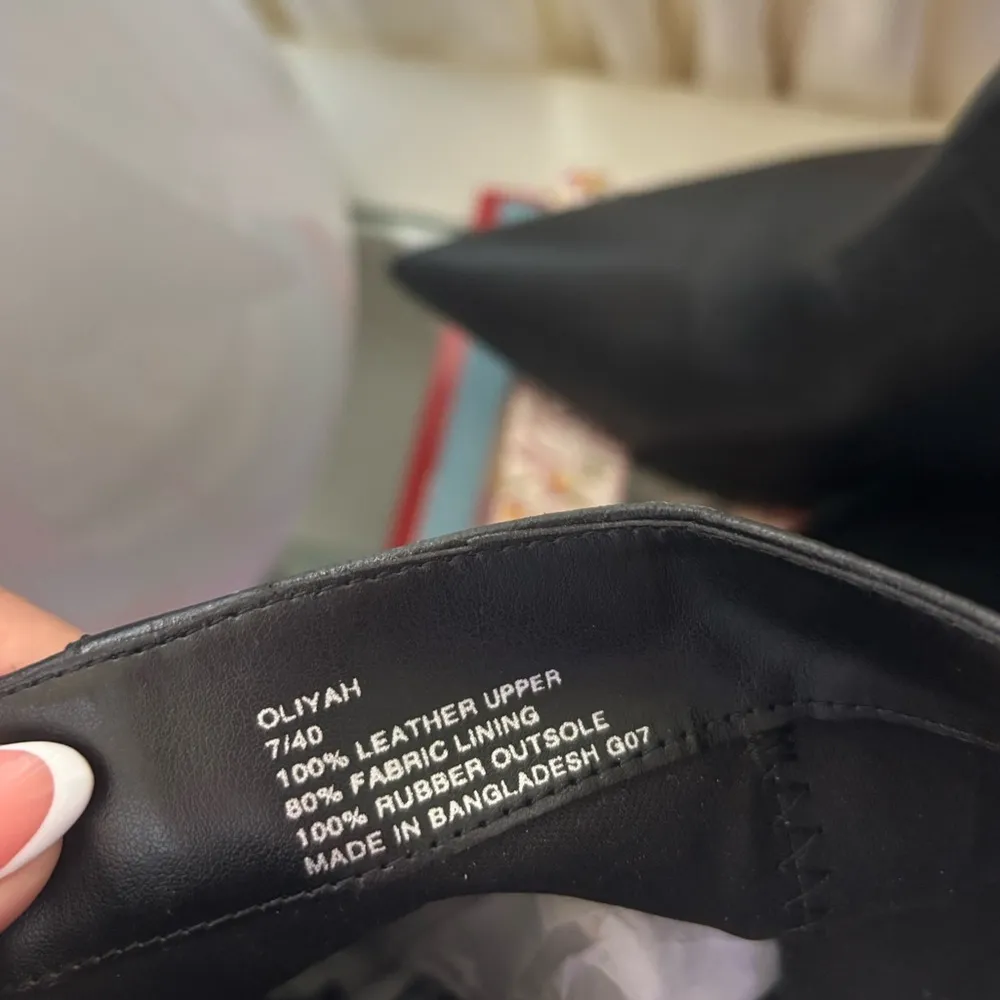 OLIYAH
7/40
100% LEATHER UPPER
80% FABRIC LINING
100% RUBBER OUTSOLE
MADE IN BANGLADESH G07